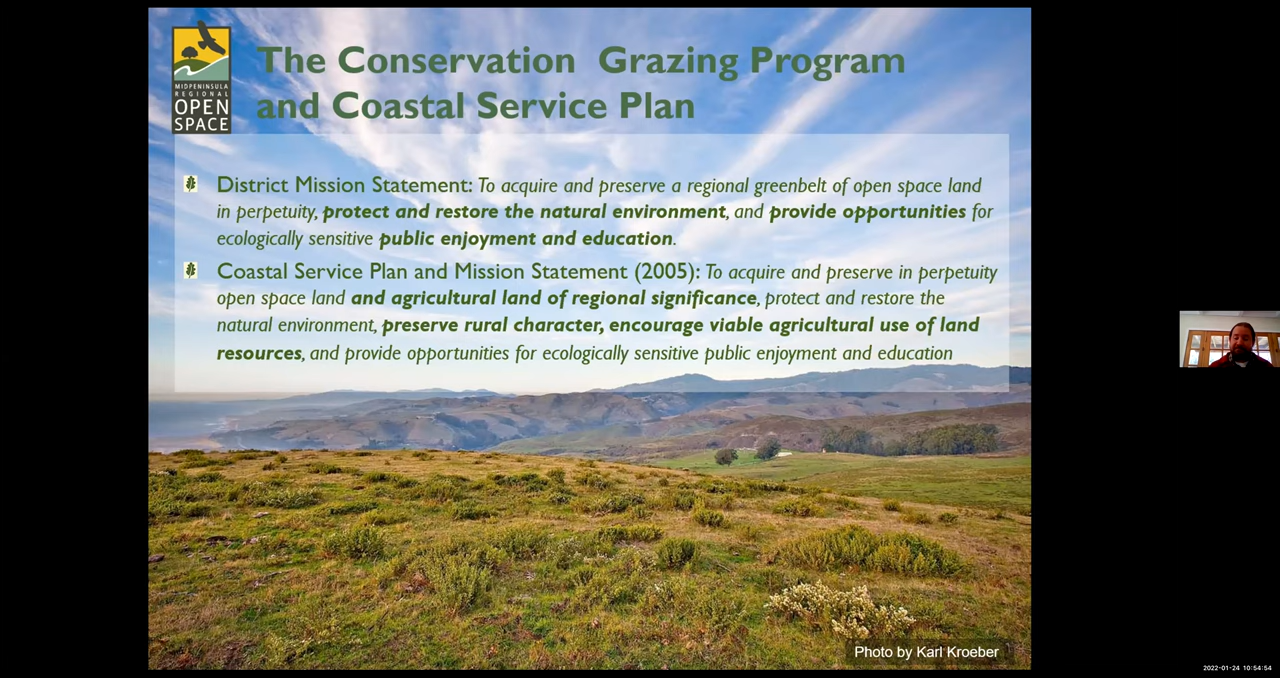 MIDPENINSULA
REGIONAL
OPEN
SPACE
The Conservation  Grazing Program
and Coastal Service Plan
District Mission Statement: To acquire and preserve a regional greenbelt of open space land
in perpetuity, protect and restore the natural environment, and provide opportunities for
ecologically sensitive public enjoyment and education.
Coastal Service Plan and Mission Statement (2005): To acquire and preserve in perpetuity
open space land and agricultural land of regional significance, protect and restore the
natural environment, preserve rural character, encourage viable agricultural use of land
resources, and provide opportunities for ecologically sensitive public enjoyment and education
Photo by Karl Kroeber
2022-01-24 10:54:54